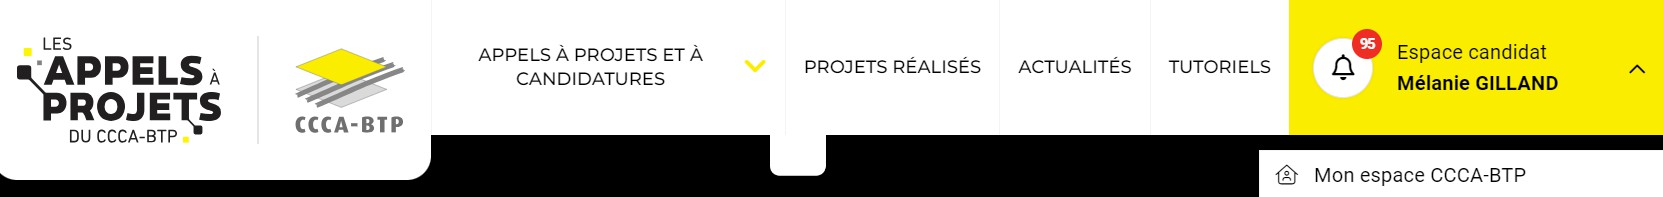 LES
APPELS À
PROJETS
DU CCCA-BTP
CCCA-BTP
APPELS À PROJETS ET À
CANDIDATURES
PROJETS RÉALISÉS
ACTUALITÉS
TUTORIELS
95
Espace candidat
Mélanie GILLAND
Mon espace CCCA-BTP